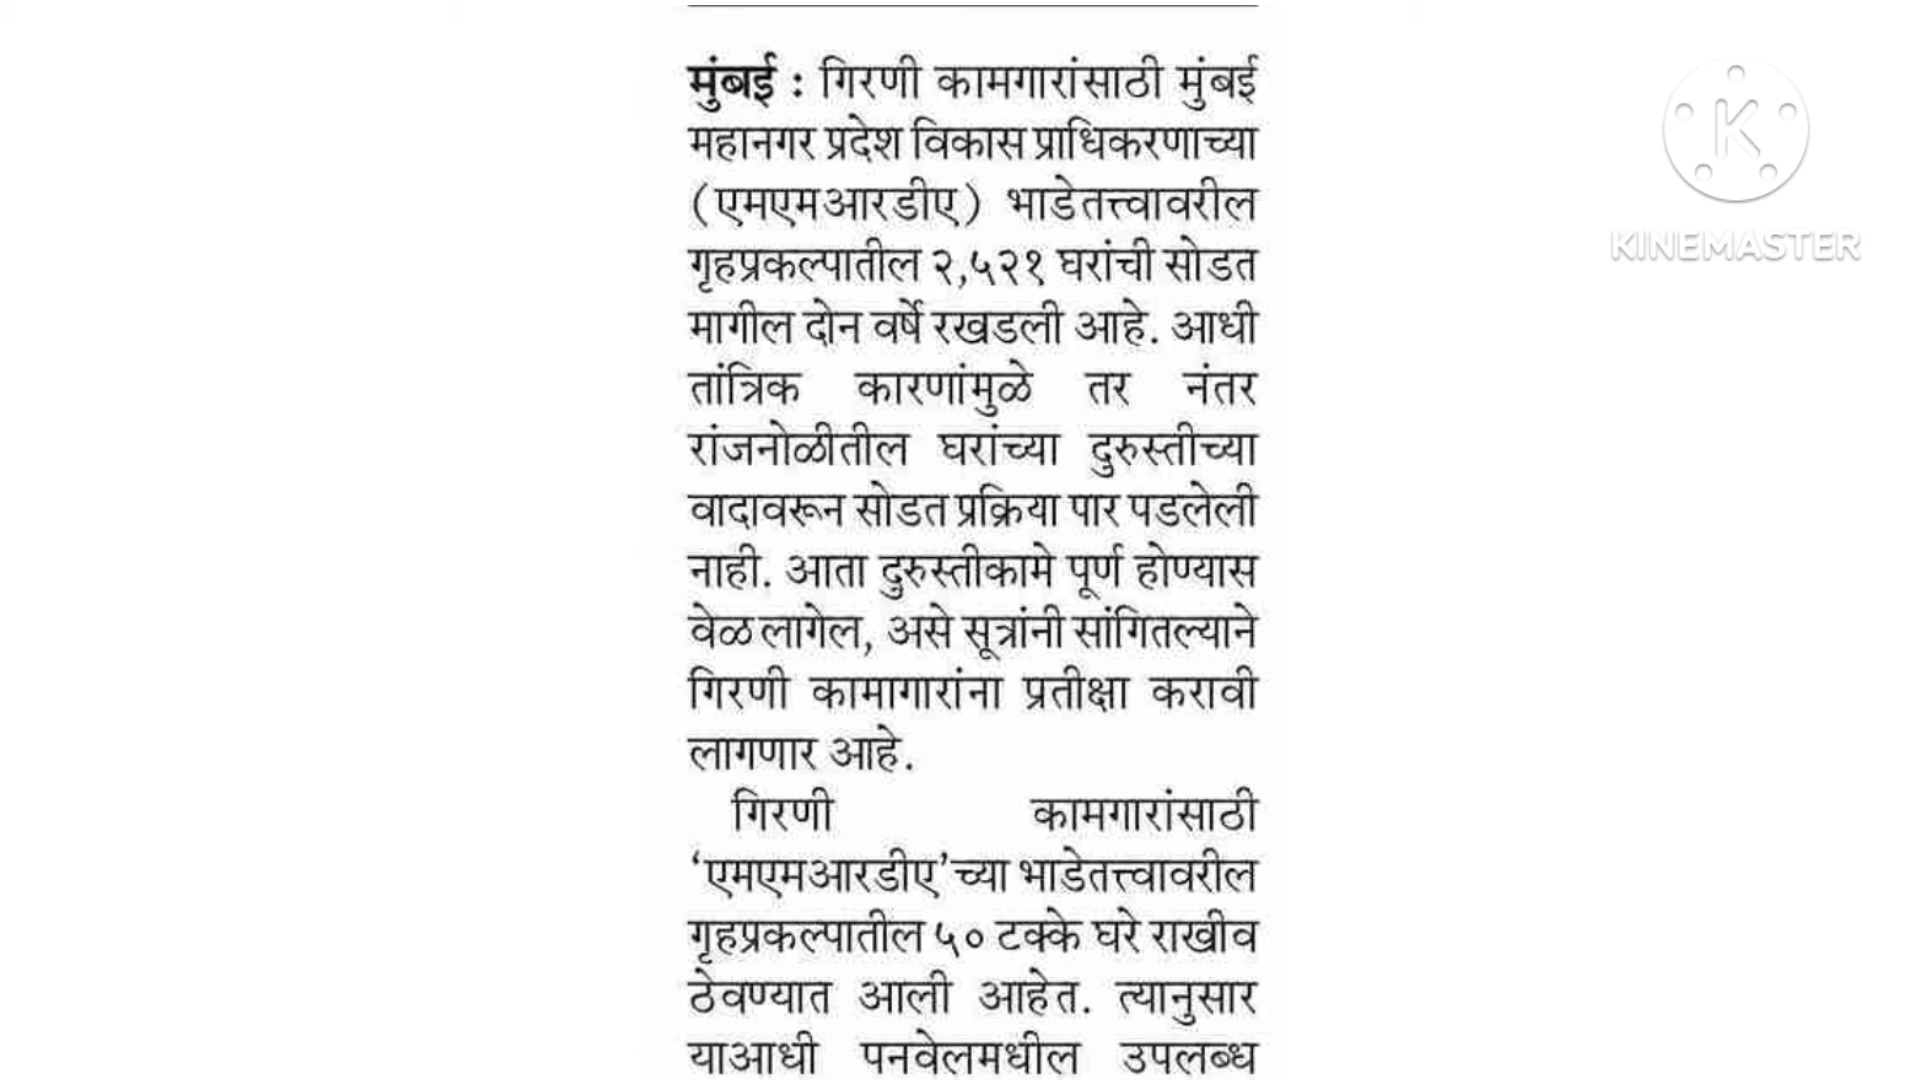 मुंबई : गिरणी कामगारांसाठी मुंबई
महानगर प्रदेश विकास प्राधिकरणाच्या
(एमएमआरडीए) भाडेतत्त्वावरील
गृहप्रकल्पातील २,५२१ घरांची सोडत
मागील दोन वर्षे रखडली आहे. आधी
तांत्रिक कारणांमुळे तर नंतर
रांजनोळीतील घरांच्या दुरुस्तीच्या
वादावरून सोडत प्रक्रिया पार पडलेली
नाही. आता दुरुस्तीकामे पूर्ण होण्यास
वेळ लागेल, असे सूत्रांनी सांगितल्याने
गिरणी कामागारांना प्रतीक्षा करावी
लागणार आहे.
गिरणी कामगारांसाठी
‘एमएमआरडीए’च्या भाडेतत्त्वावरील
गृहप्रकल्पातील ५० टक्के घरे राखीव
ठेवण्यात आली आहेत. त्यानुसार
याआधी पनवेलमधील उपलब्ध
K
KINEMASTER